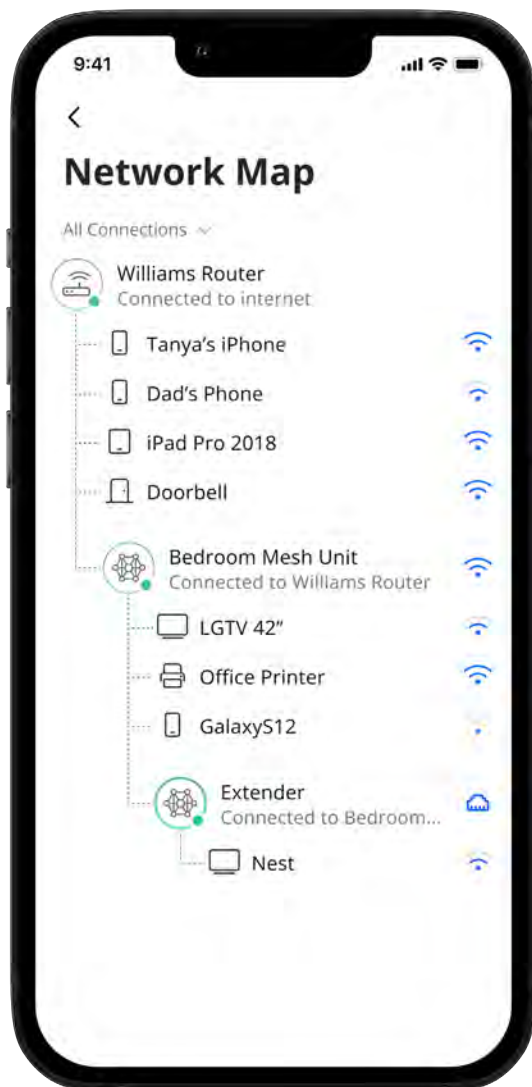 9:41
Network Map
All Connections
Williams Router
Connected to internet
Tanya's iPhone
Dad's Phone
iPad Pro 2018
Doorbell
Bedroom Mesh Unit
Connected to Williams Router
LGTV 42”
Office Printer
GalaxyS12
Extender
Connected to Bedroom...
Nest